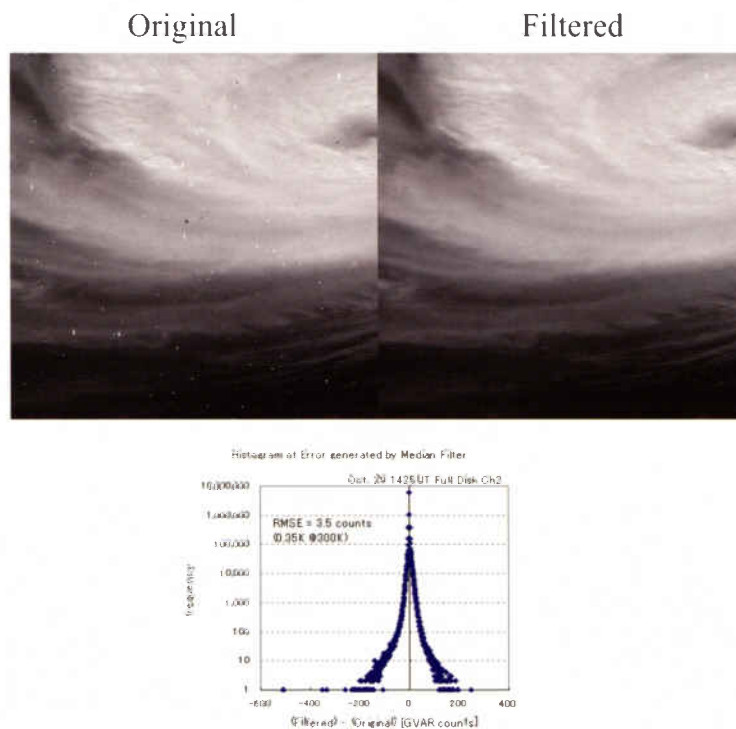 Original
Filtered
Histogram of Error generated by Median Filter
Oct. 29 1425UT Full Disk Ch2
10,000,000
RMSE = 3.5 counts
(0.35K @300K)
1,000,000
100,000
10,000
1,000
100
10
1
frequency
-600 -400 -200 0 200 400
(Filtered) - (Original) [GVAR counts]